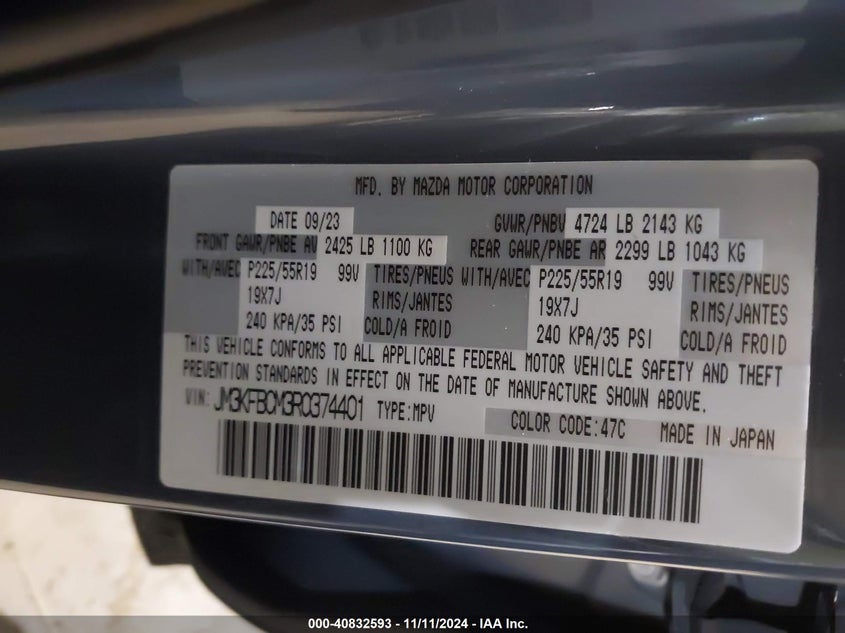 MFD. BY MAZDA MOTOR CORPORATION
DATE 09/23 GVWR/PNBV 4724 LB 2143 KG
FRONT GAWR/PNBE AV 2425 LB 1100 KG REAR GAWR/PNBE AR 2299 LB 1043 KG
WITH/AVEC P225/55R19 99V TIRES/PNEUS WITH/AVEC P225/55R19 99V TIRES/PNEUS
19X7J RIMS/JANTES 19X7J RIMS/JANTES
240 KPA/35 PSI COLD/A FROID 240 KPA/35 PSI COLD/A FROID
THIS VEHICLE CONFORMS TO ALL APPLICABLE FEDERAL MOTOR VEHICLE SAFETY AND THEFT
PREVENTION STANDARDS IN EFFECT ON THE DATE OF MANUFACTURE SHOWN ABOVE.
VIN: JM3KFBCM3R0374401 TYPE:MPV COLOR CODE:47C MADE IN JAPAN
000-40832593 - 11/11/2024 - IAA Inc.